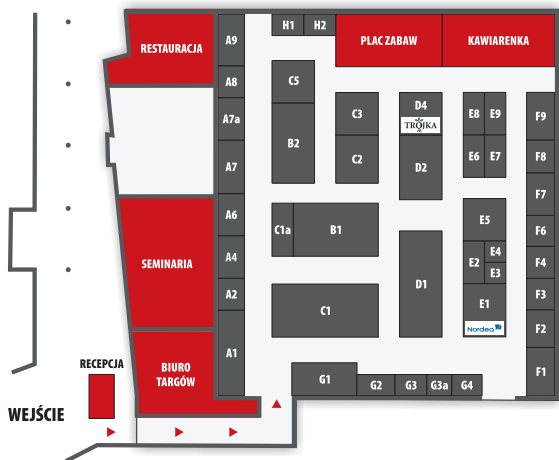 H1 H2
RESTAURACJA A9 PLAC ZABAW KAWIARENKA
C5
A8
D4
A7a C3 E8 E9 F9
TRÓJKA
B2
A7 C2 D2 E6 E7 F8
F7
A6
C1a B1 E5 F6
A4 E2 E4
SEMINARIA E3 F4
A2
D1 E1 F3
C1
Nordea F2
A1
RECEPCJA BIURO
TARGÓW F1
G1 G2 G3 G3a G4
WEJŚCIE